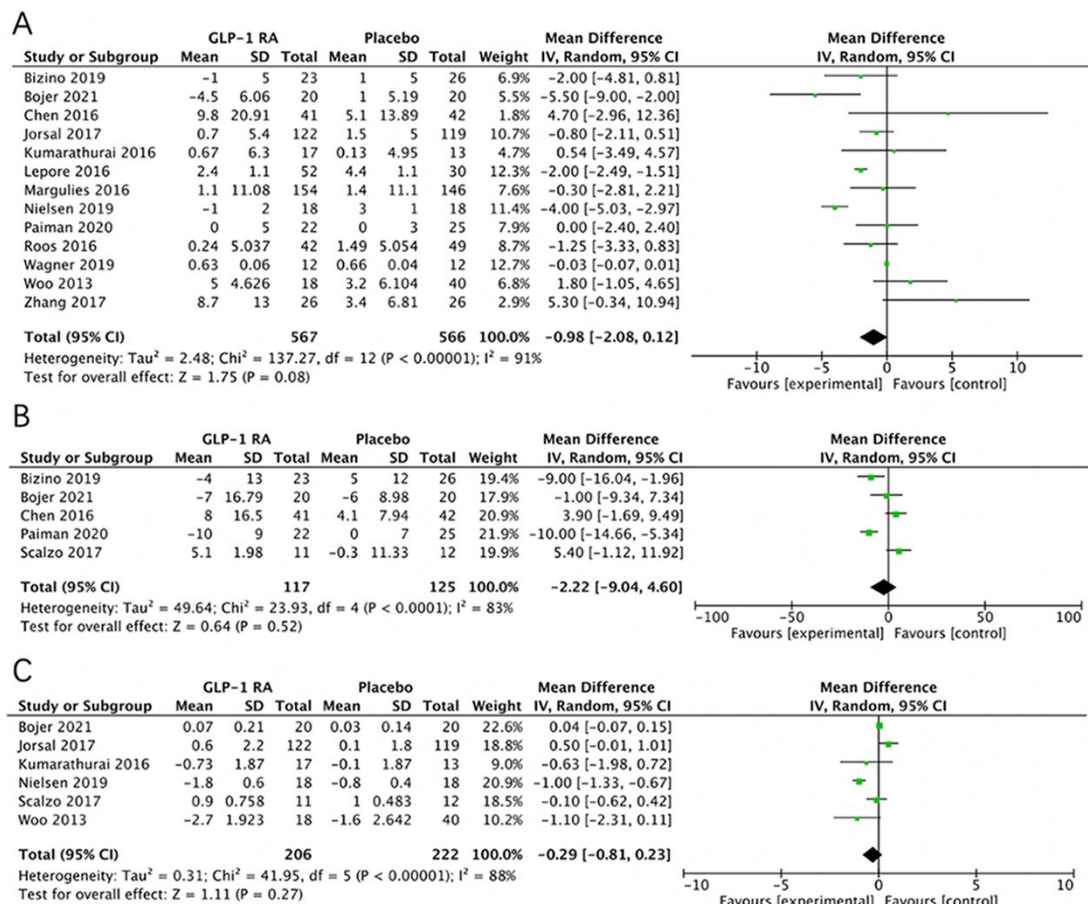 A
GLP-1 RA Placebo Mean Difference Mean Difference
Study or Subgroup Mean SD Total Mean SD Total Weight IV, Random, 95% CI IV, Random, 95% CI
Bizino 2019 -1 5 23 1 5 26 6.9% -2.00 [-4.81, 0.81]
Bojer 2021 -4.5 6.06 20 1 5.19 20 5.5% -5.50 [-9.00, -2.00]
Chen 2016 9.8 20.91 41 5.1 13.89 42 1.8% 4.70 [-2.96, 12.36]
Jorsal 2017 0.7 5.4 122 1.5 5 119 10.7% -0.80 [-2.11, 0.51]
Kumarathurai 2016 0.67 6.3 17 0.13 4.95 13 4.7% 0.54 [-3.49, 4.57]
Lepore 2016 2.4 1.1 52 4.4 1.1 30 12.3% -2.00 [-2.49, -1.51]
Margulies 2016 1.1 11.08 154 1.4 11.1 146 7.6% -0.30 [-2.81, 2.21]
Nielsen 2019 -1 2 18 3 1 18 11.4% -4.00 [-5.03, -2.97]
Paiman 2020 0 5 22 0 3 25 7.9% 0.00 [-2.40, 2.40]
Roos 2016 0.24 5.037 42 1.49 5.054 49 8.7% -1.25 [-3.33, 0.83]
Wagner 2019 0.63 0.06 12 0.66 0.04 12 12.7% -0.03 [-0.07, 0.01]
Woo 2013 5 4.626 18 3.2 6.104 40 6.8% 1.80 [-1.05, 4.65]
Zhang 2017 8.7 13 26 3.4 6.81 26 2.9% 5.30 [-0.34, 10.94]
Total (95% CI) 567 566 100.0% -0.98 [-2.08, 0.12]
Heterogeneity: Tau² = 2.48; Chi² = 137.27, df = 12 (P < 0.00001); I² = 91%
Test for overall effect: Z = 1.75 (P = 0.08)
-10 -5 0 5 10
Favours [experimental] Favours [control]
B
GLP-1 RA Placebo Mean Difference Mean Difference
Study or Subgroup Mean SD Total Mean SD Total Weight IV, Random, 95% CI IV, Random, 95% CI
Bizino 2019 -4 13 23 5 12 26 19.4% -9.00 [-16.04, -1.96]
Bojer 2021 -7 16.79 20 -6 8.98 20 17.9% -1.00 [-9.34, 7.34]
Chen 2016 8 16.5 41 4.1 7.94 42 20.9% 3.90 [-1.69, 9.49]
Paiman 2020 -10 9 22 0 7 25 21.9% -10.00 [-14.66, -5.34]
Scalzo 2017 5.1 1.98 11 -0.3 11.33 12 19.9% 5.40 [-1.12, 11.92]
Total (95% CI) 117 125 100.0% -2.22 [-9.04, 4.60]
Heterogeneity: Tau² = 49.64; Chi² = 23.93, df = 4 (P < 0.0001); I² = 83%
Test for overall effect: Z = 0.64 (P = 0.52)
-100 -50 0 50 100
Favours [experimental] Favours [control]
C
GLP-1 RA Placebo Mean Difference Mean Difference
Study or Subgroup Mean SD Total Mean SD Total Weight IV, Random, 95% CI IV, Random, 95% CI
Bojer 2021 0.07 0.21 20 0.03 0.14 20 22.6% 0.04 [-0.07, 0.15]
Jorsal 2017 0.6 2.2 122 0.1 1.8 119 18.8% 0.50 [-0.01, 1.01]
Kumarathurai 2016 -0.73 1.87 17 -0.1 1.87 13 9.0% -0.63 [-1.98, 0.72]
Nielsen 2019 -1.8 0.6 18 -0.8 0.4 18 20.9% -1.00 [-1.33, -0.67]
Scalzo 2017 0.9 0.758 11 1 0.483 12 18.5% -0.10 [-0.62, 0.42]
Woo 2013 -2.7 1.923 18 -1.6 2.642 40 10.2% -1.10 [-2.31, 0.11]
Total (95% CI) 206 222 100.0% -0.29 [-0.81, 0.23]
Heterogeneity: Tau² = 0.31; Chi² = 41.95, df = 5 (P < 0.00001); I² = 88%
Test for overall effect: Z = 1.11 (P = 0.27)
-10 -5 0 5 10
Favours [experimental] Favours [control]